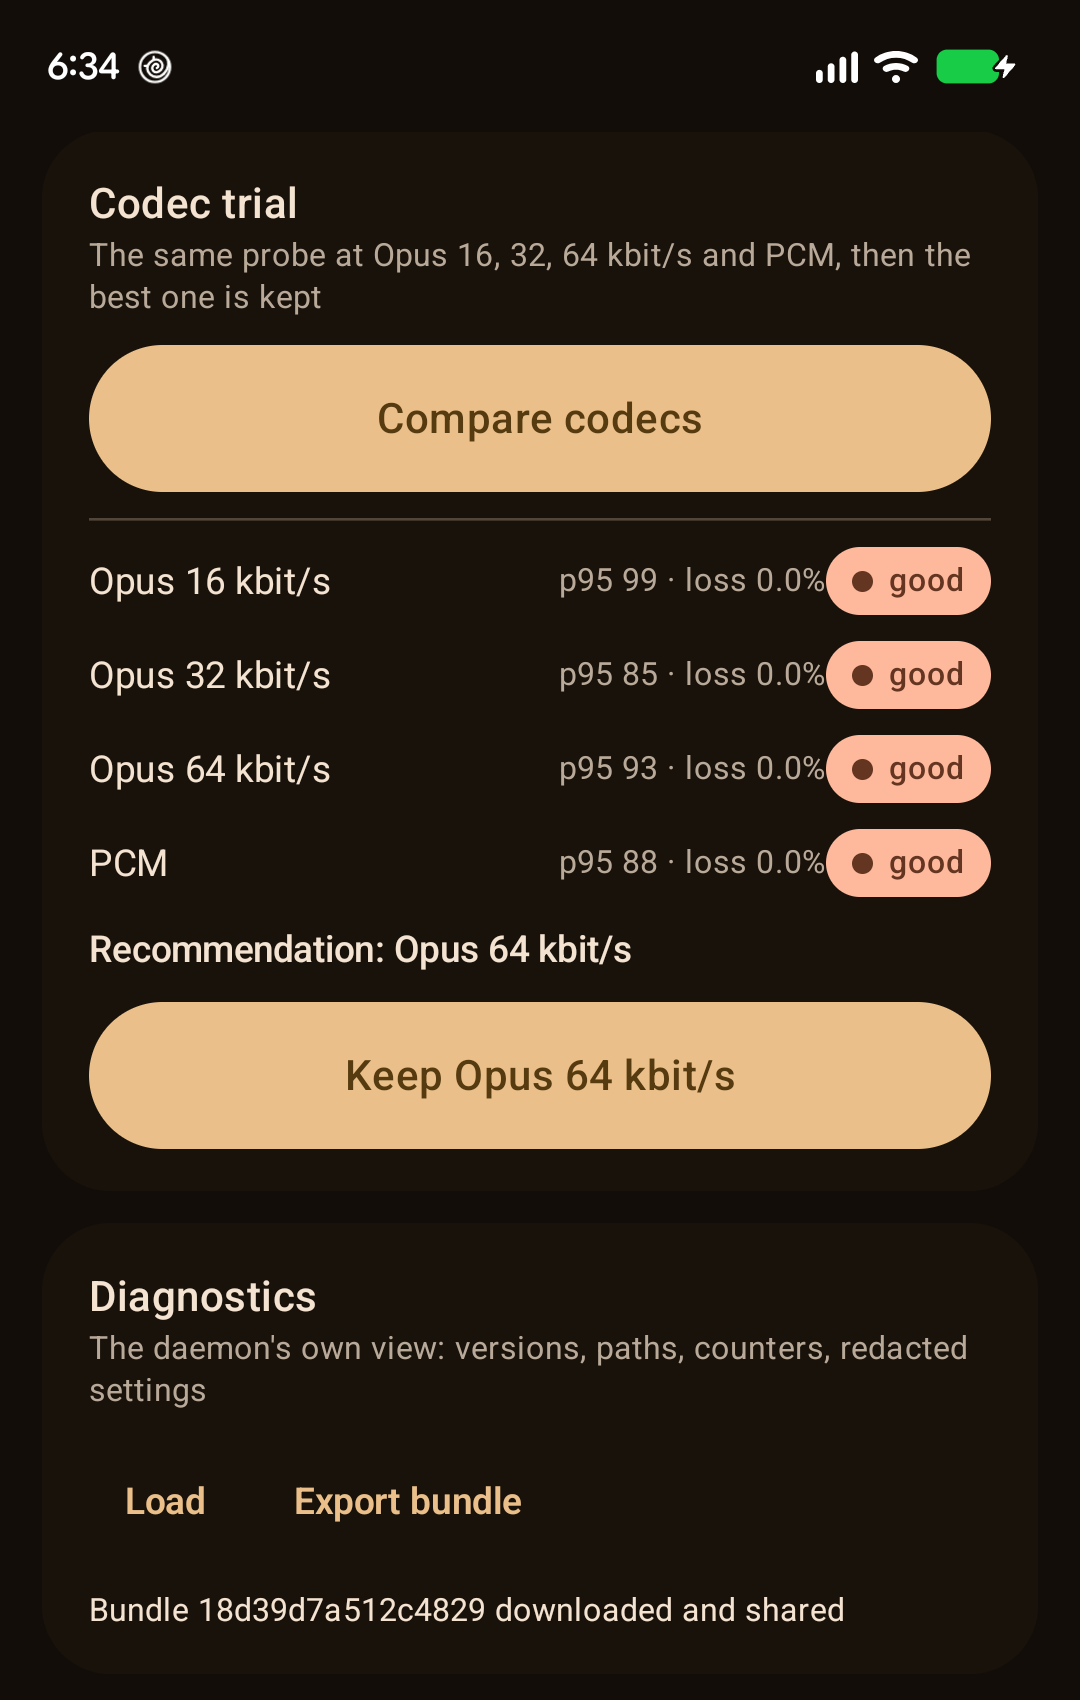 6:34
Codec trial
The same probe at Opus 16, 32, 64 kbit/s and PCM, then the
best one is kept
Compare codecs
Opus 16 kbit/s p95 99 · loss 0.0% good
Opus 32 kbit/s p95 85 · loss 0.0% good
Opus 64 kbit/s p95 93 · loss 0.0% good
PCM p95 88 · loss 0.0% good
Recommendation: Opus 64 kbit/s
Keep Opus 64 kbit/s
Diagnostics
The daemon's own view: versions, paths, counters, redacted
settings
Load Export bundle
Bundle 18d39d7a512c4829 downloaded and shared